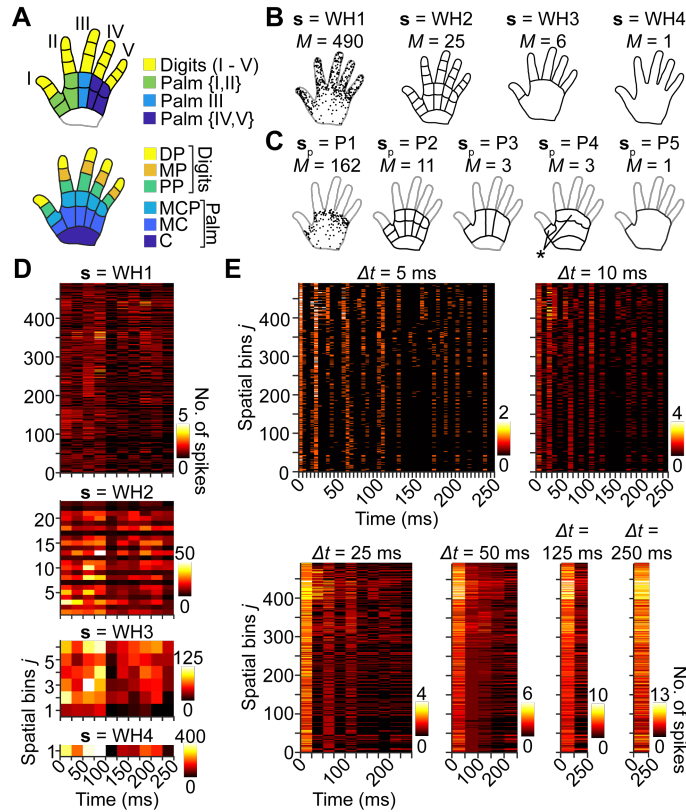 A
I
II
III
IV
V
Digits (I - V)
Palm {I,II}
Palm III
Palm {IV,V}
DP
MP
PP
Digits
MCP
MC
C
Palm
B
s = WH1
M = 490
s = WH2
M = 25
s = WH3
M = 6
s = WH4
M = 1
C
sp = P1
M = 162
sp = P2
M = 11
sp = P3
M = 3
sp = P4
M = 3
sp = P5
M = 1
*
D
s = WH1
400
300
200
100
0
5
0
No. of spikes
s = WH2
20
15
10
5
50
0
s = WH3
5
3
1
125
0
Spatial bins j
s = WH4
1
400
0
0 50 100 150 200 250
Time (ms)
E
Δt = 5 ms
Spatial bins j
400
300
200
100
0
2
0
0 50 100 150 200 250
Time (ms)
Δt = 10 ms
4
0
0 50 100 150 200 250
Δt = 25 ms
Spatial bins j
400
300
200
100
0
4
0
0 50 100 150 200 250
Time (ms)
Δt = 50 ms
6
0
0 50 100 150 200 250
Δt =
125 ms
10
0
0 250
Δt =
250 ms
13
0
0 250
No. of spikes